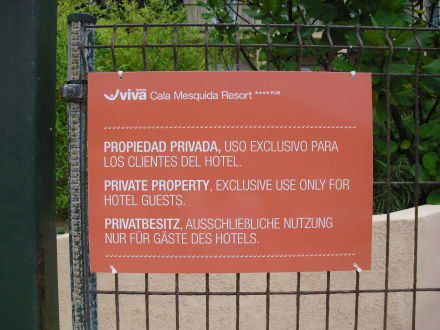 hotels
viva Cala Mesquida Resort **** PLUS
PROPIEDAD PRIVADA, USO EXCLUSIVO PARA
LOS CLIENTES DEL HOTEL.
PRIVATE PROPERTY, EXCLUSIVE USE ONLY FOR
HOTEL GUESTS.
PRIVATBESITZ, AUSSCHLIEßLICHE NUTZUNG
NUR FÜR GÄSTE DES HOTELS.